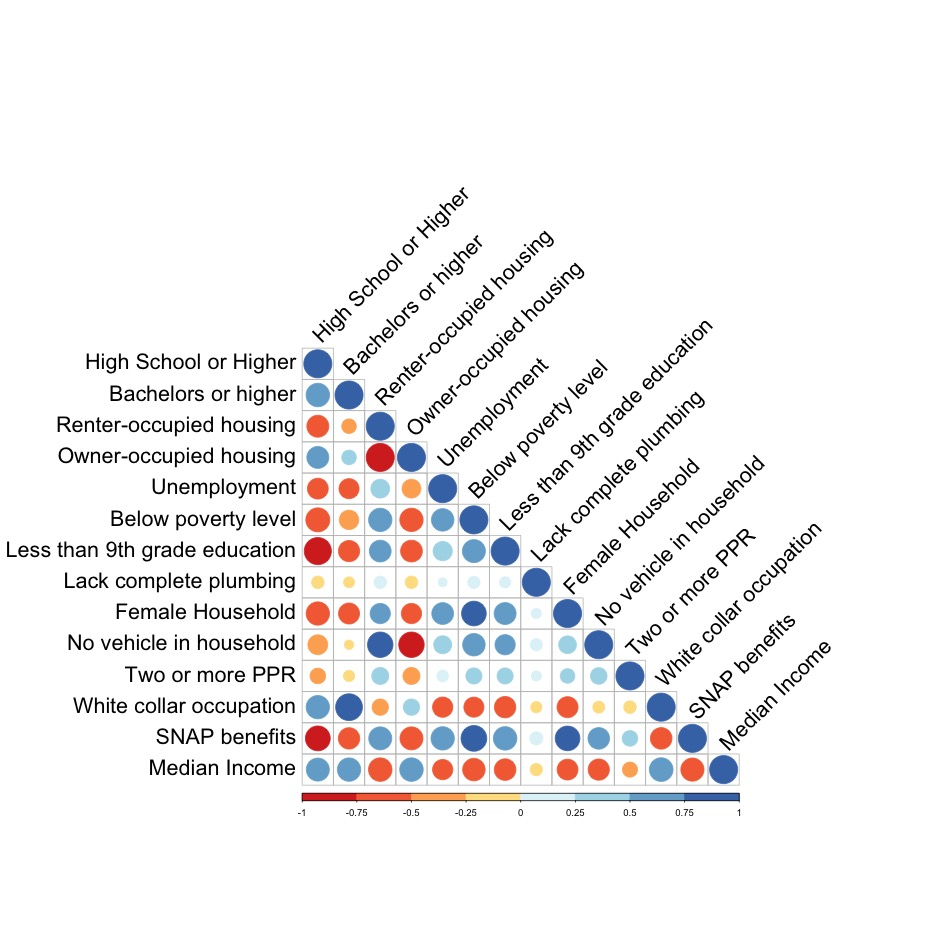 High School or Higher
Bachelors or higher
Renter-occupied housing
Owner-occupied housing
Unemployment
Below poverty level
Less than 9th grade education
Lack complete plumbing
Female Household
No vehicle in household
Two or more PPR
White collar occupation
SNAP benefits
Median Income
High School or Higher
Bachelors or higher
Renter-occupied housing
Owner-occupied housing
Unemployment
Below poverty level
Less than 9th grade education
Lack complete plumbing
Female Household
No vehicle in household
Two or more PPR
White collar occupation
SNAP benefits
Median Income
-1 -0.75 -0.5 -0.25 0 0.25 0.5 0.75 1